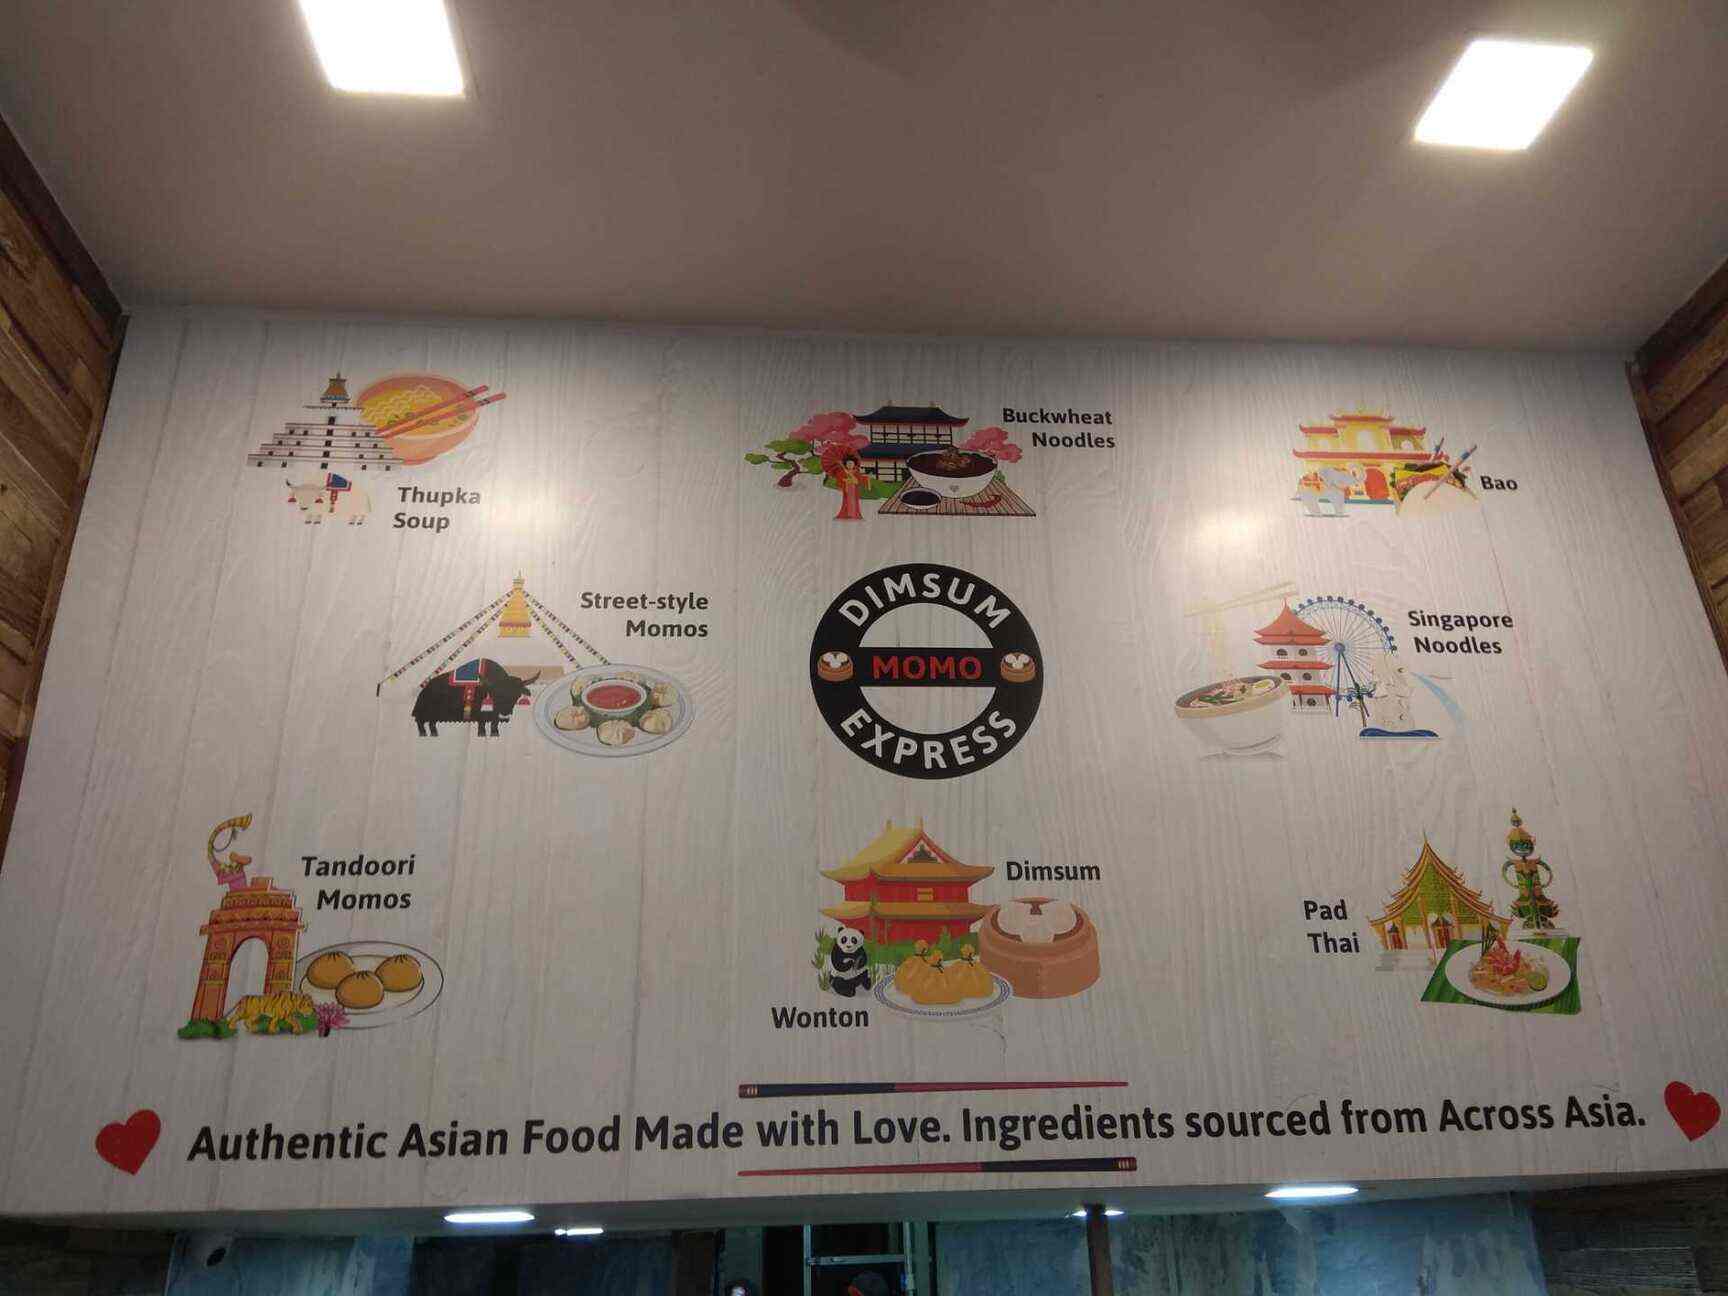 Thupka
Soup
Buckwheat
Noodles
Bao
Street-style
Momos
DIMSUM
MOMO
EXPRESS
Singapore
Noodles
Tandoori
Momos
Dimsum
Wonton
Pad
Thai
Authentic Asian Food Made with Love. Ingredients sourced from Across Asia.